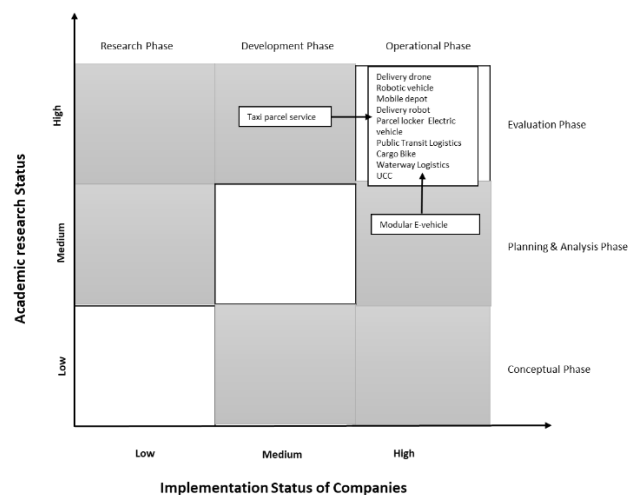 Research Phase
Development Phase
Operational Phase
Academic research Status
High
Medium
Low
Delivery drone
Robotic vehicle
Mobile depot
Delivery robot
Parcel locker Electric
vehicle
Public Transit Logistics
Cargo Bike
Waterway Logistics
UCC
Taxi parcel service
Modular E-vehicle
Evaluation Phase
Planning & Analysis Phase
Conceptual Phase
Low
Medium
High
Implementation Status of Companies